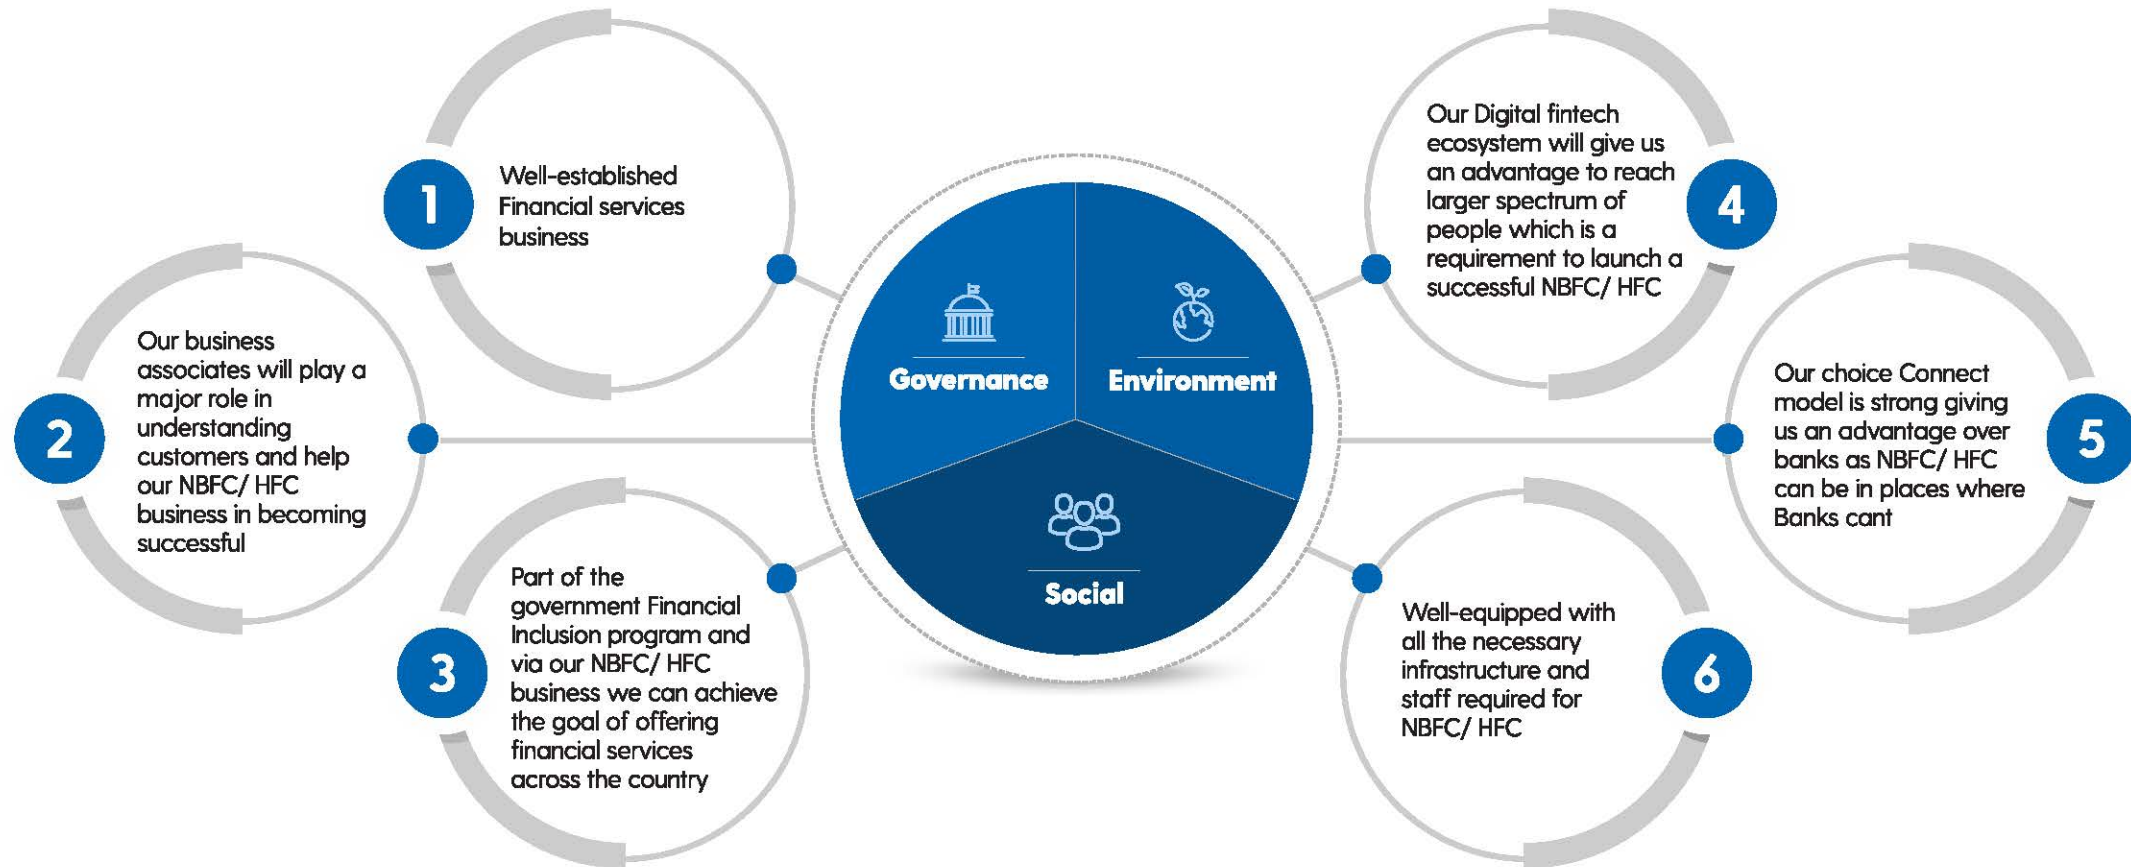 1
Well-established
Financial services
business
2
Our business
associates will play a
major role in
understanding
customers and help
our NBFC/ HFC
business in becoming
successful
3
Part of the
government Financial
Inclusion program and
via our NBFC/ HFC
business we can achieve
the goal of offering
financial services
across the country
Governance
Environment
Social
4
Our Digital fintech
ecosystem will give us
an advantage to reach
larger spectrum of
people which is a
requirement to launch a
successful NBFC/ HFC
5
Our choice Connect
model is strong giving
us an advantage over
banks as NBFC/ HFC
can be in places where
Banks cant
6
Well-equipped with
all the necessary
infrastructure and
staff required for
NBFC/ HFC